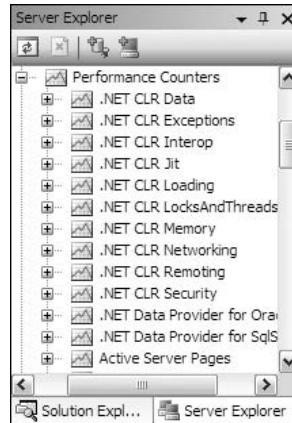 Server Explorer
Performance Counters
.NET CLR Data
.NET CLR Exceptions
.NET CLR Interop
.NET CLR Jit
.NET CLR Loading
.NET CLR LocksAndThreads
.NET CLR Memory
.NET CLR Networking
.NET CLR Remoting
.NET CLR Security
.NET Data Provider for Orac
.NET Data Provider for SqlS
Active Server Pages
Solution Expl... Server Explorer